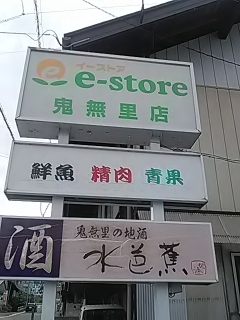 イーストア
e-store
鬼無里店
鮮魚 精肉 青果
酒
鬼無里の地酒
水芭蕉